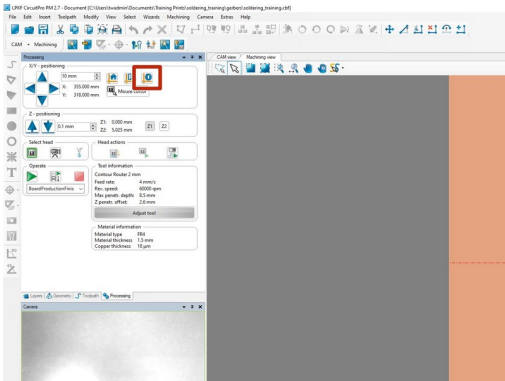 LPKF CircuitPro PM 2.7 - Document [C:\Users\tvadmin\Documents\Training Prints\soldering_training\gerbers\soldering_training.cbf]
File Edit Insert Toolpath Modify View Select Wizards Machining Camera Extras Help
CAM Machining
Processing
CAM view Machining view
X/Y - positioning
10 mm
X: 355.000 mm
Y: 318.000 mm
Mouse cursor
Z - positioning
0.1 mm
Z1: 0.000 mm
Z2: 5.025 mm
Z1 Z2
Select head
Head actions
Operate
BoardProductionFinis
Tool information
Contour Router 2 mm
Feed rate: 4 mm/s
Rev. speed: 60000 rpm
Max penetr. depth: 8.5 mm
Z penetr. offset: 2.6 mm
Adjust tool
Material information
Material type FR4
Material thickness 1.5 mm
Copper thickness 18 µm
Layers Geometry Toolpath Processing
Camera